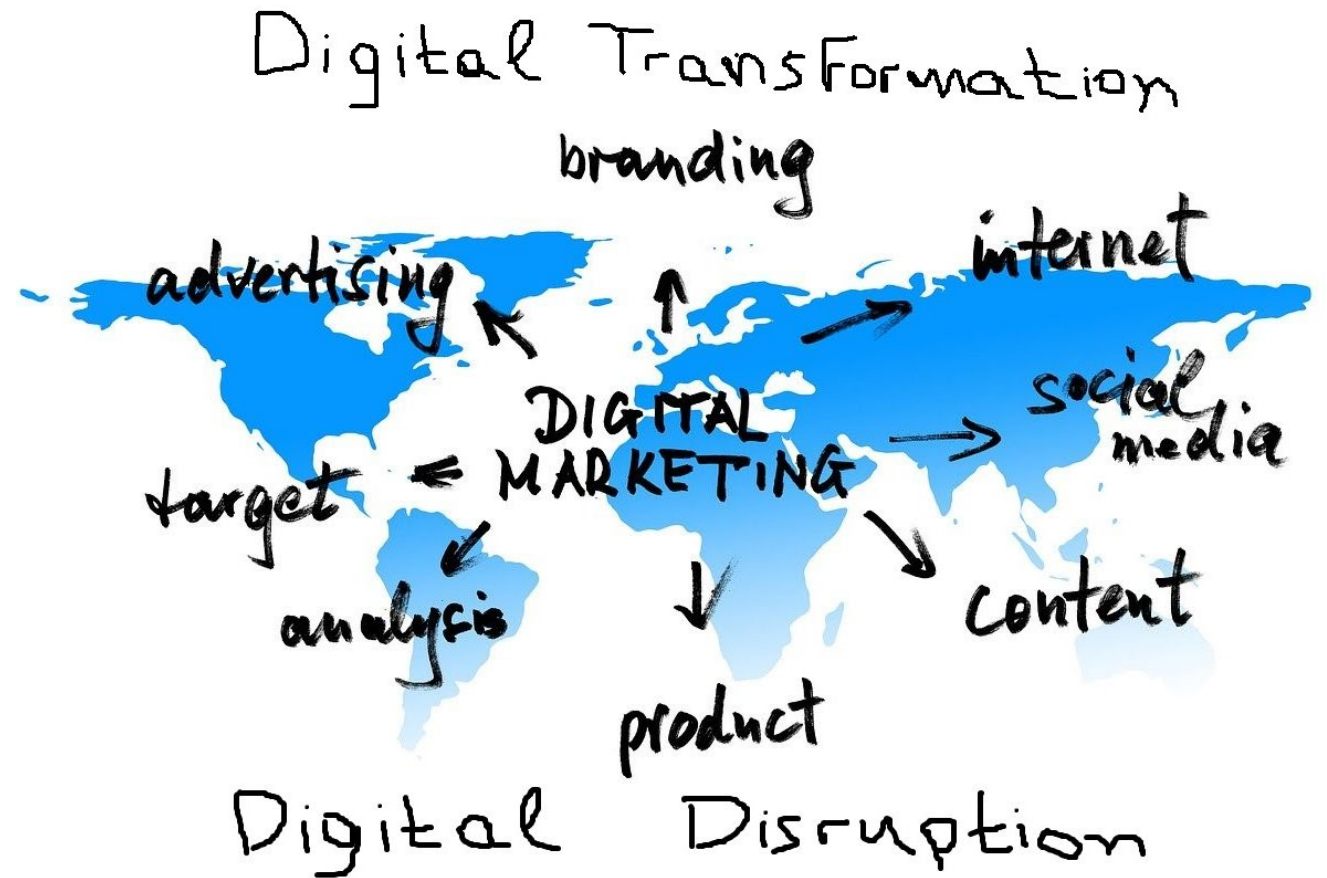 Digital Transformation
branding
internet
advertising
social
media
DIGITAL
MARKETING
target
analysis
content
product
Digital Disruption